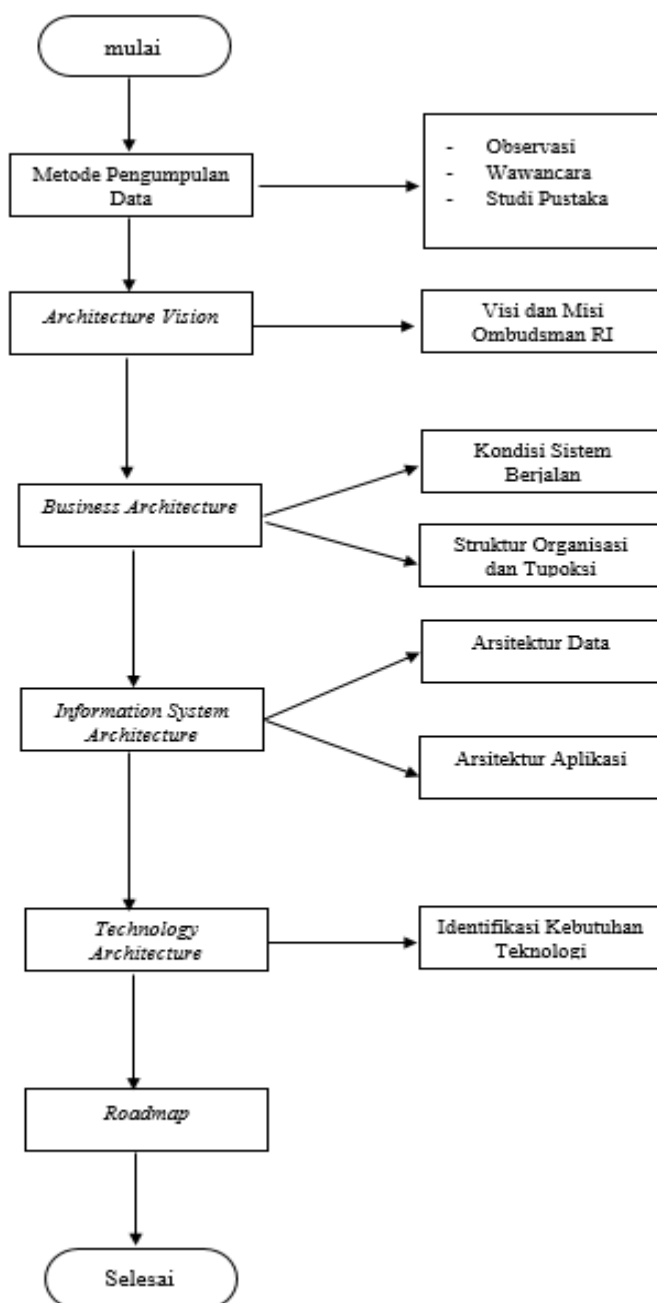 mulai
Metode Pengumpulan
Data
- Observasi
- Wawancara
- Studi Pustaka
Architecture Vision
Visi dan Misi
Ombudsman RI
Business Architecture
Kondisi Sistem
Berjalan
Struktur Organisasi
dan Tupoksi
Information System
Architecture
Arsitektur Data
Arsitektur Aplikasi
Technology
Architecture
Identifikasi Kebutuhan
Teknologi
Roadmap
Selesai